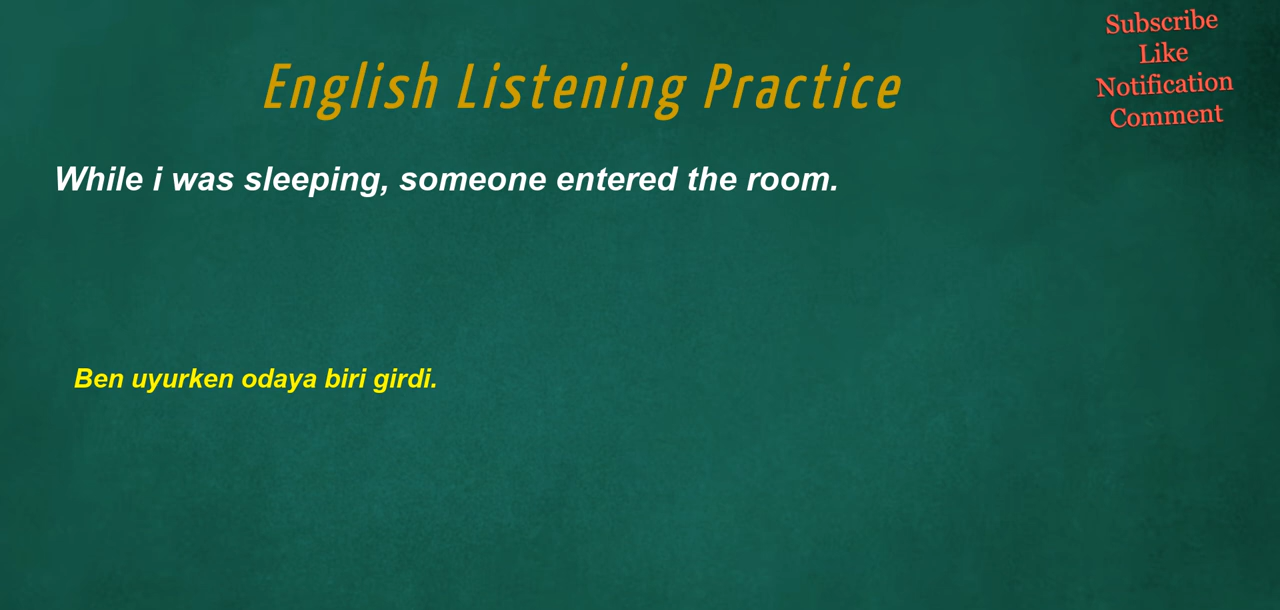 English Listening Practice
Subscribe
Like
Notification
Comment
While i was sleeping, someone entered the room.
Ben uyurken odaya biri girdi.